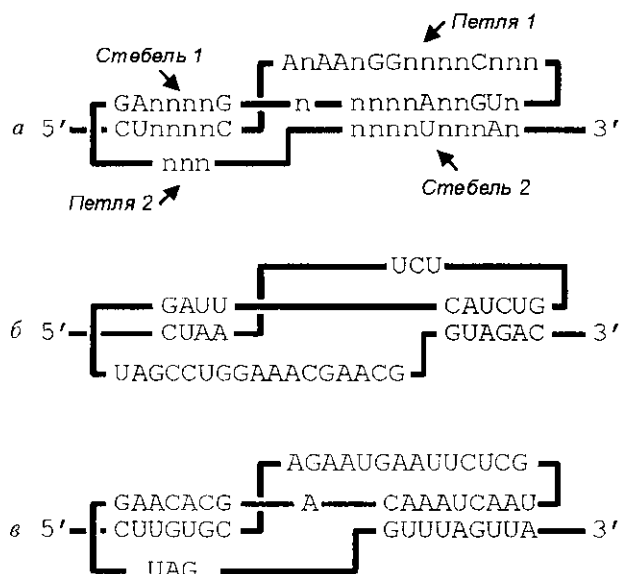 Петля 1
Стебель 1
AnAAnGGnnnnCnnn
GAnnnnG n nnnnAnnGUn
а 5′ CUnnnnC nnnnUnnnAn 3′
nnn
Петля 2
Стебель 2
UCU
GAUU CAUCUG
б 5′ CUAA GUAGAC 3′
UAGCCUGGAAACGAACG
AGAAUGAAUUCUCG
GAACACG A CAAAUCAAU
в 5′ CUUGUGC GUUUAGUUA 3′
UAG